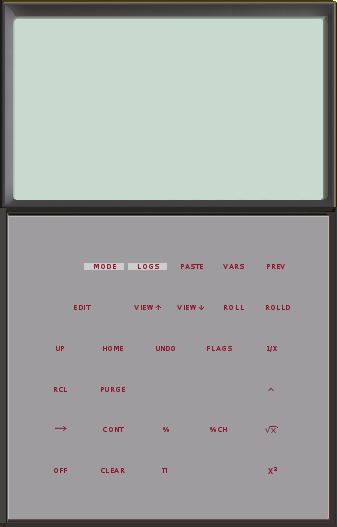 MODE LOGS PASTE VARS PREV
EDIT VIEW↑ VIEW↓ ROLL ROLLD
UP HOME UNDO FLAGS 1/X
RCL PURGE ^
→ CONT % %CH √X
OFF CLEAR TI X²